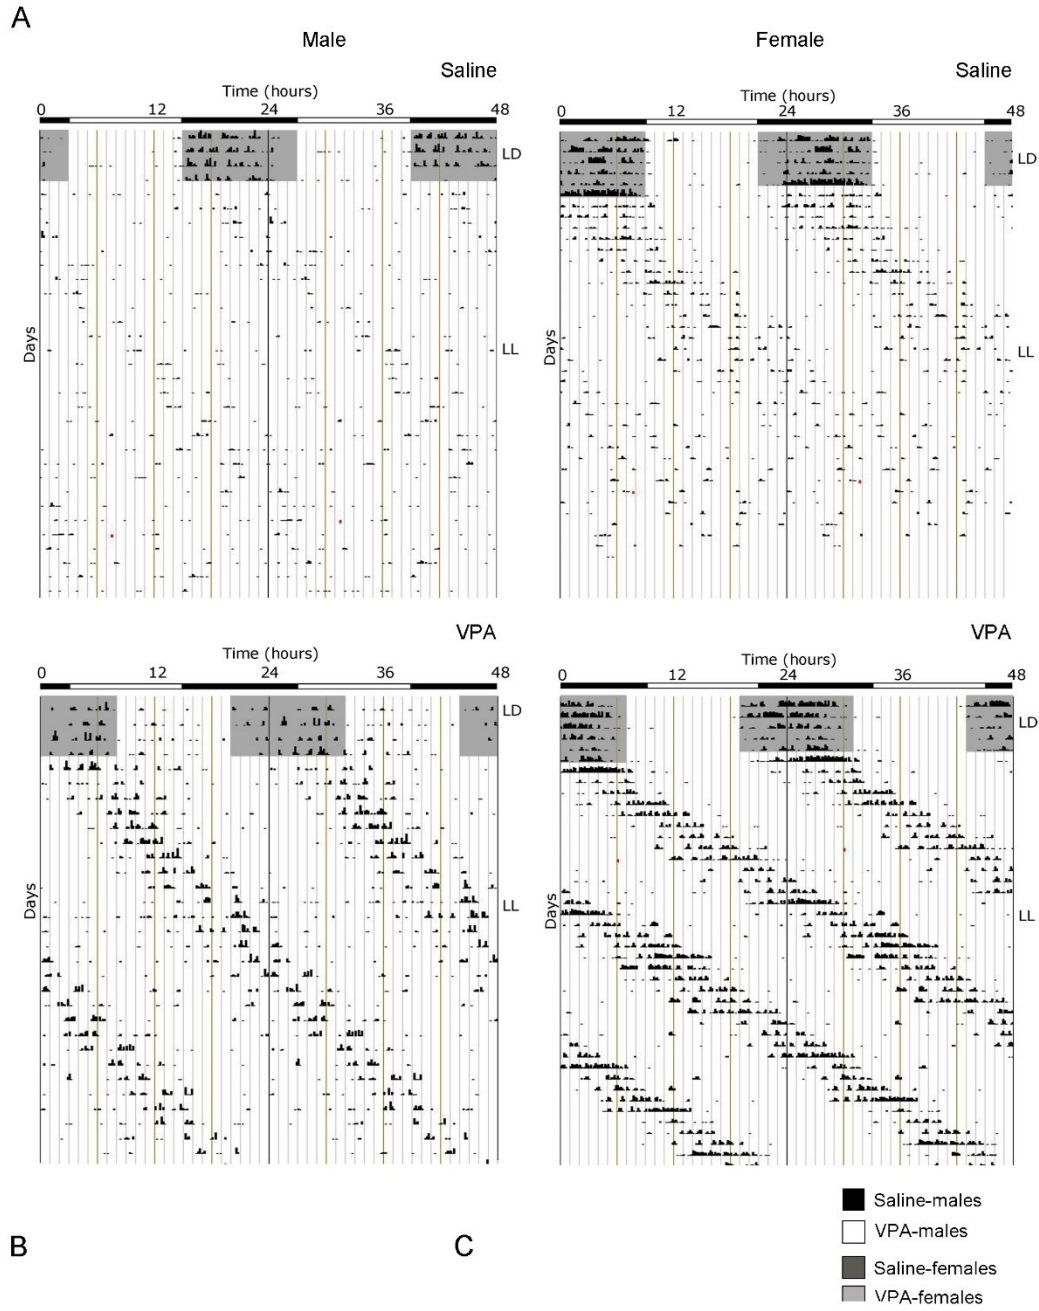 A
Male Female
Saline Saline
Time (hours) Time (hours)
0 12 24 36 48 0 12 24 36 48
LD LD
Days LL Days LL
VPA VPA
Time (hours) Time (hours)
0 12 24 36 48 0 12 24 36 48
LD LD
Days LL Days LL
Saline-males
VPA-males
B C
Saline-females
VPA-females